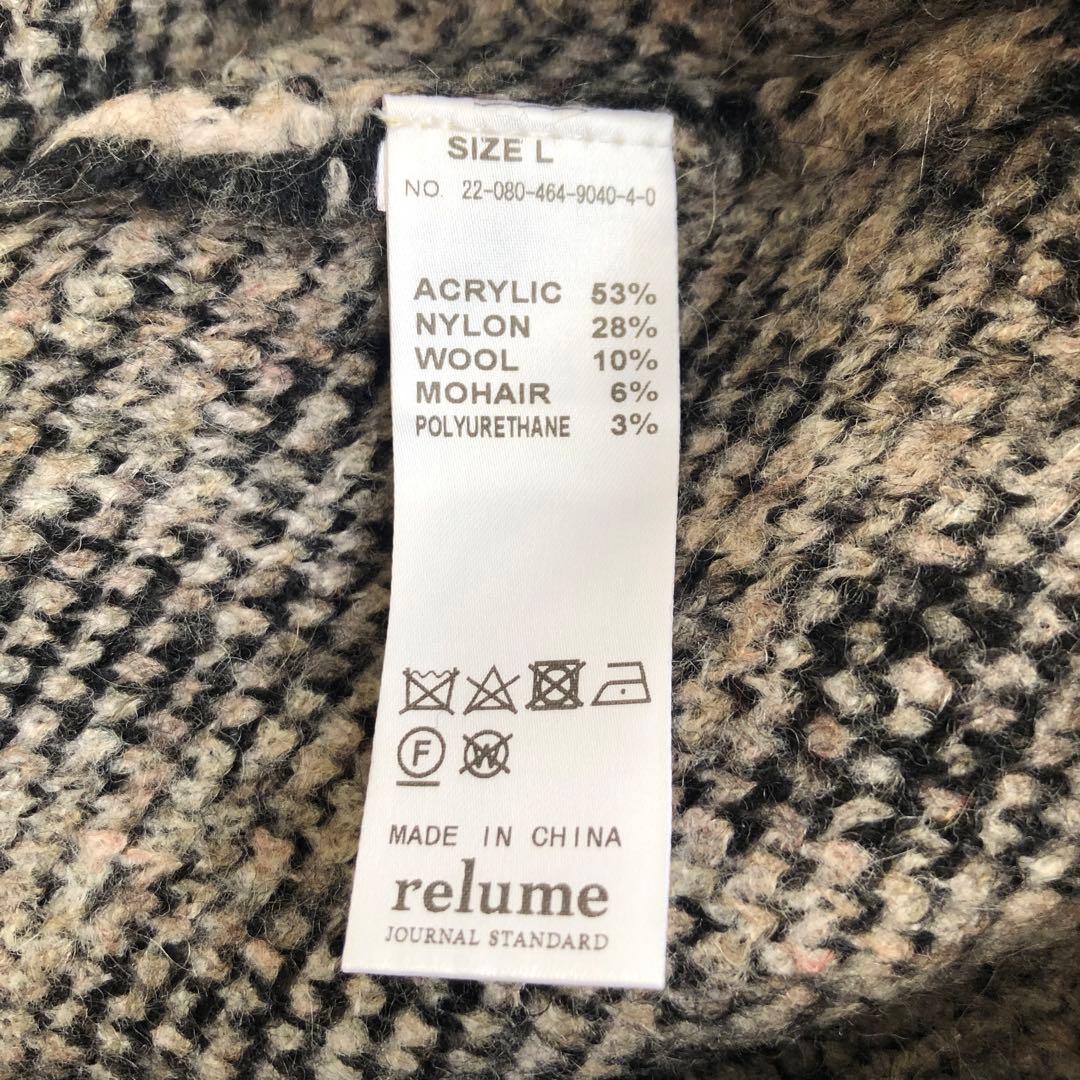 SIZE L
NO. 22-080-464-9040-4-0
ACRYLIC 53%
NYLON 28%
WOOL 10%
MOHAIR 6%
POLYURETHANE 3%
F W
MADE IN CHINA
relume
JOURNAL STANDARD